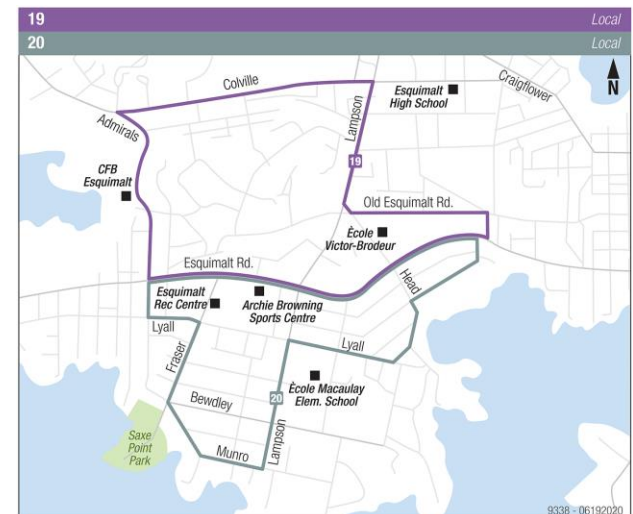 19 Local
20 Local
Colville
Craigflower
Esquimalt
High School
N
Admirals
Lampson
CFB
Esquimalt
19
Old Esquimalt Rd.
Ècole
Victor-Brodeur
Esquimalt Rd.
Head
Esquimalt
Rec Centre
Archie Browning
Sports Centre
Lyall
Lyall
Fraser
Ècole Macaulay
Elem. School
20
Bewdley
Lampson
Saxe
Point
Park
Munro
9338 - 06192020